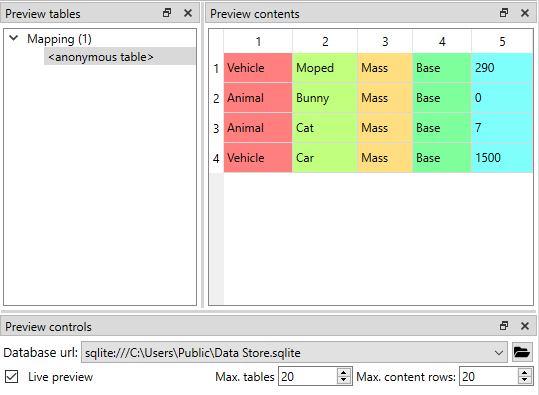 Preview tables
Mapping (1)
<anonymous table>
Preview contents
1 2 3 4 5
1 Vehicle Moped Mass Base 290
2 Animal Bunny Mass Base 0
3 Animal Cat Mass Base 7
4 Vehicle Car Mass Base 1500
Preview controls
Database url: sqlite:///C:\Users\Public\Data Store.sqlite
Live preview Max. tables 20 Max. content rows: 20